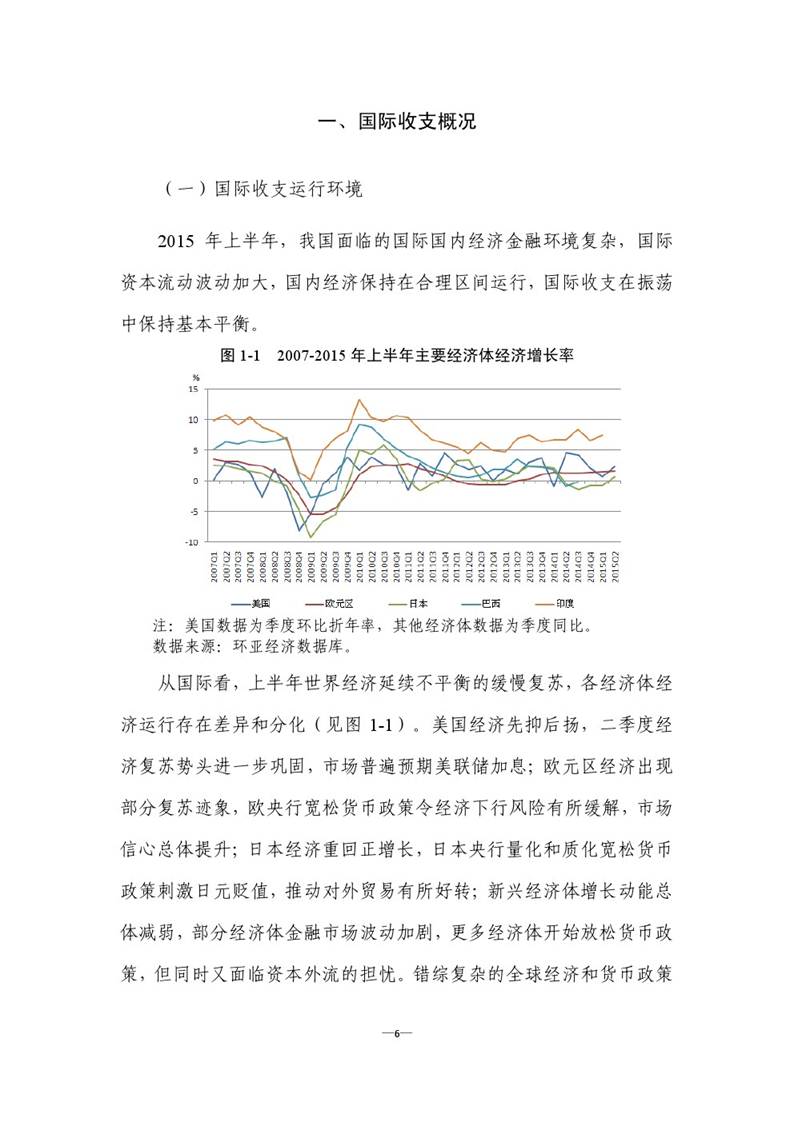 一、国际收支概况
（一）国际收支运行环境
2015 年上半年，我国面临的国际国内经济金融环境复杂，国际
资本流动波动加大，国内经济保持在合理区间运行，国际收支在振荡
中保持基本平衡。
图 1-1 2007-2015 年上半年主要经济体经济增长率
%
15
10
5
0
-5
-10
2007Q1 2007Q2 2007Q3 2007Q4 2008Q1 2008Q2 2008Q3 2008Q4 2009Q1 2009Q2 2009Q3 2009Q4 2010Q1 2010Q2 2010Q3 2010Q4 2011Q1 2011Q2 2011Q3 2011Q4 2012Q1 2012Q2 2012Q3 2012Q4 2013Q1 2013Q2 2013Q3 2013Q4 2014Q1 2014Q2 2014Q3 2014Q4 2015Q1 2015Q2
美国 欧元区 日本 巴西 印度
注：美国数据为季度环比折年率，其他经济体数据为季度同比。
数据来源：环亚经济数据库。
从国际看，上半年世界经济延续不平衡的缓慢复苏，各经济体经
济运行存在差异和分化（见图 1-1）。美国经济先抑后扬，二季度经
济复苏势头进一步巩固，市场普遍预期美联储加息；欧元区经济出现
部分复苏迹象，欧央行宽松货币政策令经济下行风险有所缓解，市场
信心总体提升；日本经济重回正增长，日本央行量化和质化宽松货币
政策刺激日元贬值，推动对外贸易有所好转；新兴经济体增长动能总
体减弱，部分经济体金融市场波动加剧，更多经济体开始放松货币政
策，但同时又面临资本外流的担忧。错综复杂的全球经济和货币政策
—6—